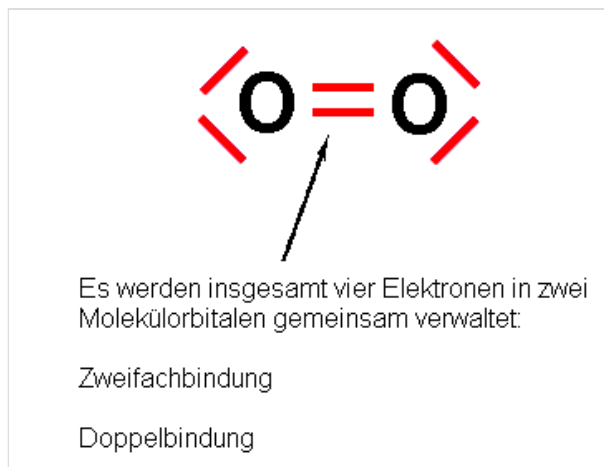 O=O
Es werden insgesamt vier Elektronen in zwei
Molekülorbitalen gemeinsam verwaltet:
Zweifachbindung
Doppelbindung